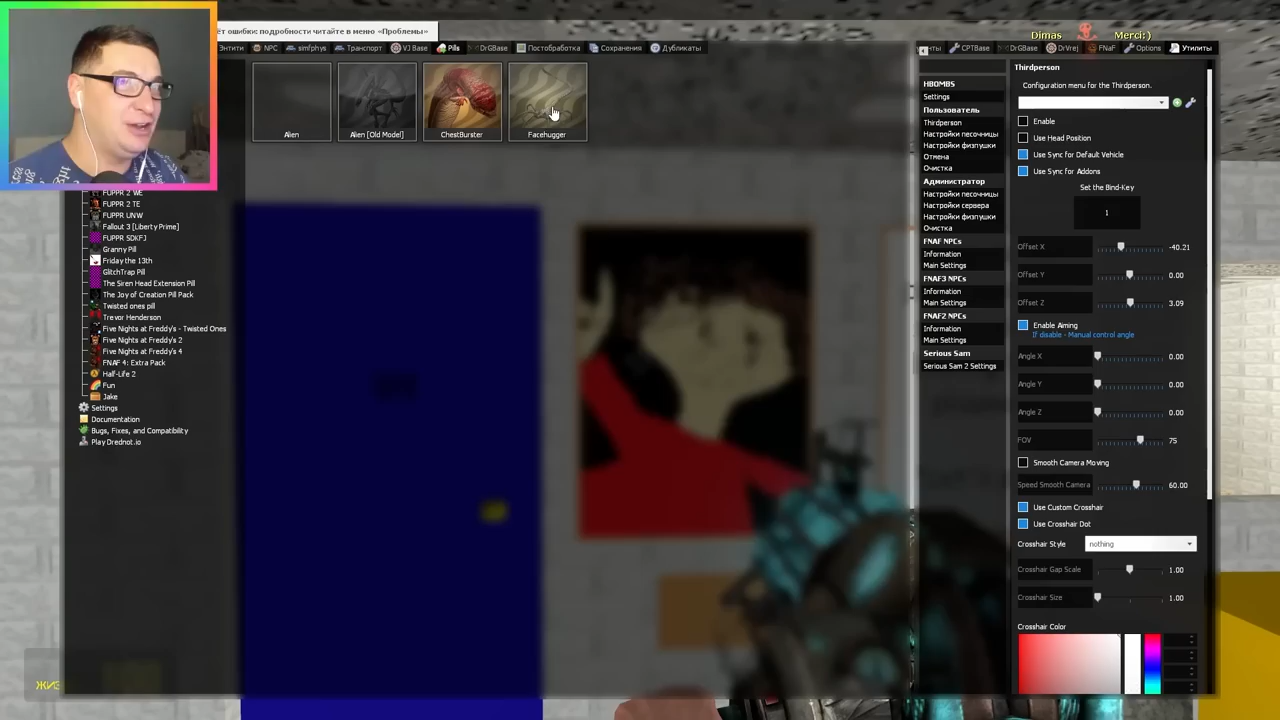 ёт ошибки: подробности читайте в меню «Проблемы»
Dimas
Merci:)
Энтити
NPC
simfphys
Транспорт
VJ Base
Pills
DrGBase
Постобработка
Сохранения
Дубликаты
CPTBase
DrGBase
DrVrej
FNaF
Options
Утилиты
Alien
Alien [Old Model]
ChestBurster
Facehugger
FUPPR 2 WE
FUPPR 2 TE
FUPPR UNW
Fallout 3 [Liberty Prime]
FUPPR SDKFJ
Granny Pill
Friday the 13th
GlitchTrap Pill
The Siren Head Extension Pill
The Joy of Creation Pill Pack
Twisted ones pill
Trevor Henderson
Five Nights at Freddy's - Twisted Ones
Five Nights at Freddy's 2
Five Nights at Freddy's 4
FNAF 4: Extra Pack
Half-Life 2
Fun
Jake
Settings
Documentation
Bugs, Fixes, and Compatibility
Play Drednot.io
HBOMBS
Settings
Пользователь
Thirdperson
Настройки песочницы
Настройки физпушки
Отмена
Очистка
Администратор
Настройки песочницы
Настройки сервера
Настройки физпушки
Очистка
FNAF NPCs
Information
Main Settings
FNAF3 NPCs
Information
Main Settings
FNAF2 NPCs
Information
Main Settings
Serious Sam
Serious Sam 2 Settings
Thirdperson
Configuration menu for the Thirdperson.
Enable
Use Head Position
Use Sync for Default Vehicle
Use Sync for Addons
Set the Bind-Key
1
Offset X -40.21
Offset Y 0.00
Offset Z 3.09
Enable Aiming
If disable - Manual control angle
Angle X 0.00
Angle Y 0.00
Angle Z 0.00
FOV 75
Smooth Camera Moving
Speed Smooth Camera 60.00
Use Custom Crosshair
Use Crosshair Dot
Crosshair Style nothing
Crosshair Gap Scale 1.00
Crosshair Size 1.00
Crosshair Color